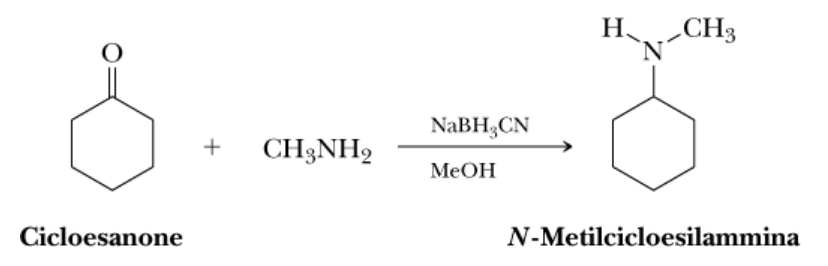 O
+
CH₃NH₂
NaBH₃CN
MeOH
H
N
CH₃
Cicloesanone
N-Metilcicloesilammina